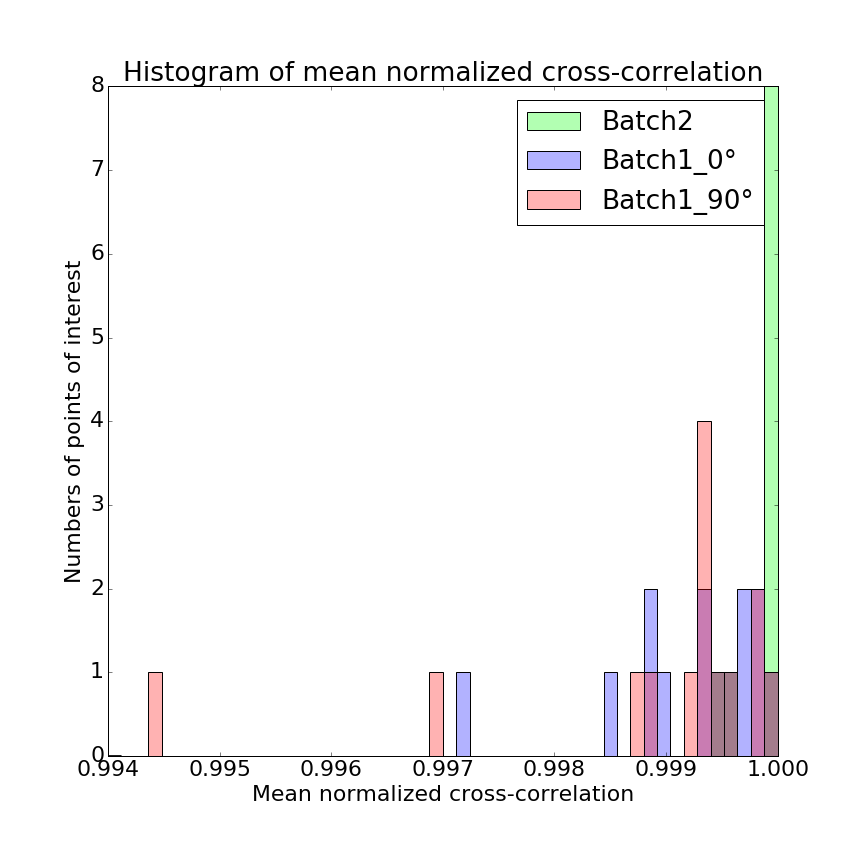 Histogram of mean normalized cross-correlation
Batch2
Batch1_0°
Batch1_90°
8
7
6
5
4
3
2
1
0
Numbers of points of interest
0.994 0.995 0.996 0.997 0.998 0.999 1.000
Mean normalized cross-correlation